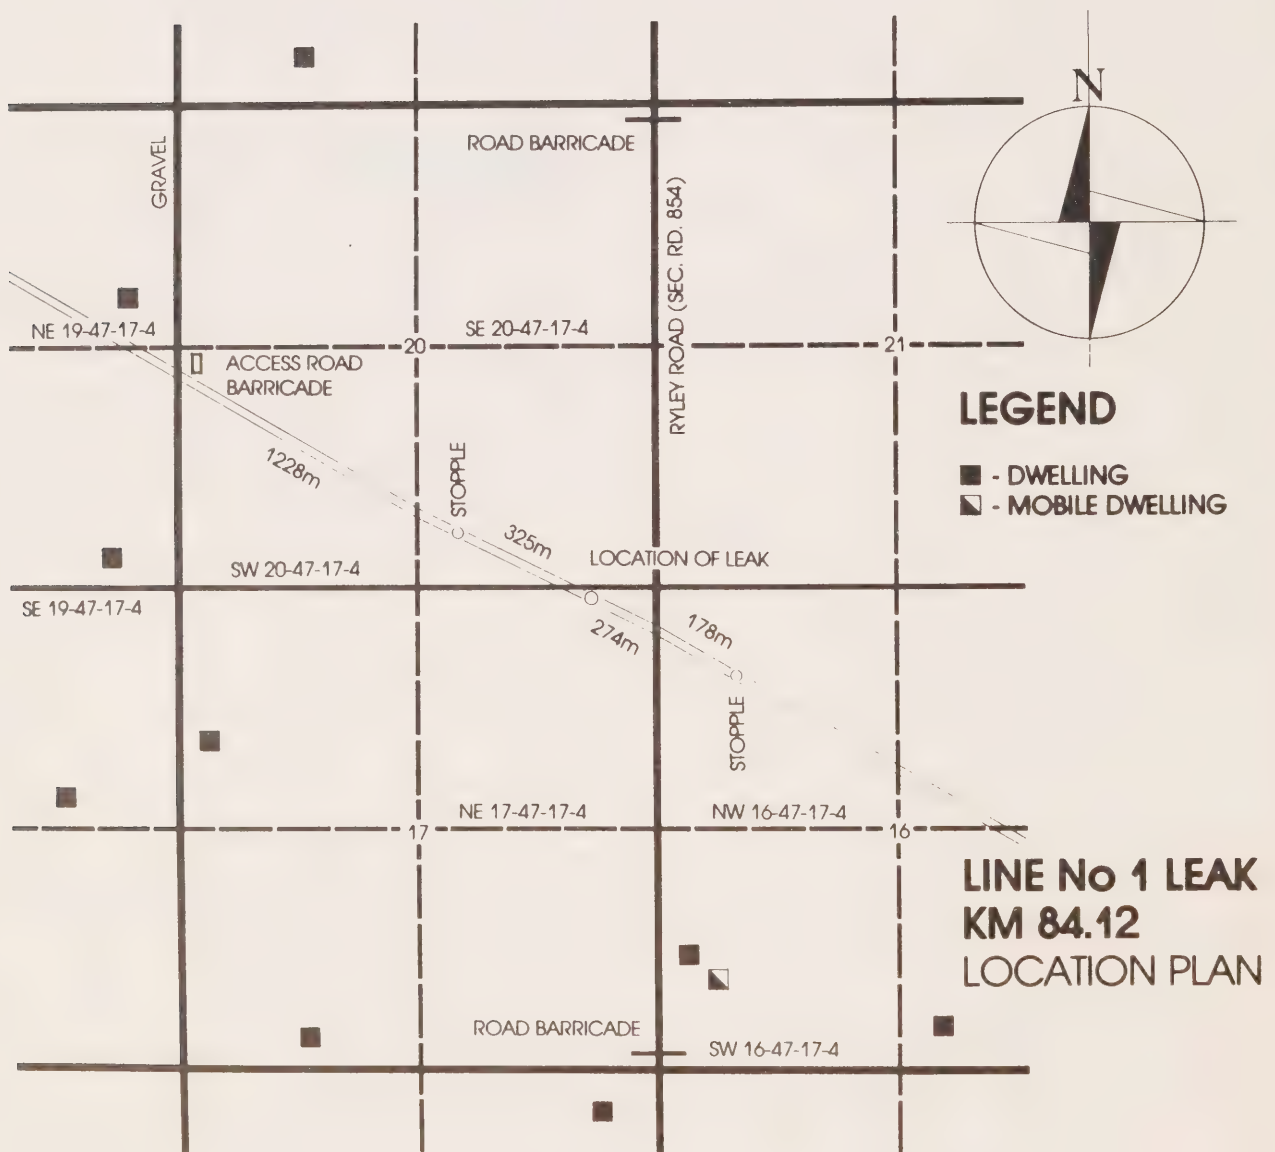 N
ROAD BARRICADE
GRAVEL
RYLEY ROAD (SEC. RD. 854)
NE 19-47-17-4
SE 20-47-17-4
20
21
ACCESS ROAD
BARRICADE
LEGEND
- DWELLING
- MOBILE DWELLING
1228m
STOPPLE
325m
LOCATION OF LEAK
SW 20-47-17-4
SE 19-47-17-4
274m
178m
STOPPLE
NE 17-47-17-4
NW 16-47-17-4
17
16
LINE No 1 LEAK
KM 84.12
LOCATION PLAN
ROAD BARRICADE
SW 16-47-17-4